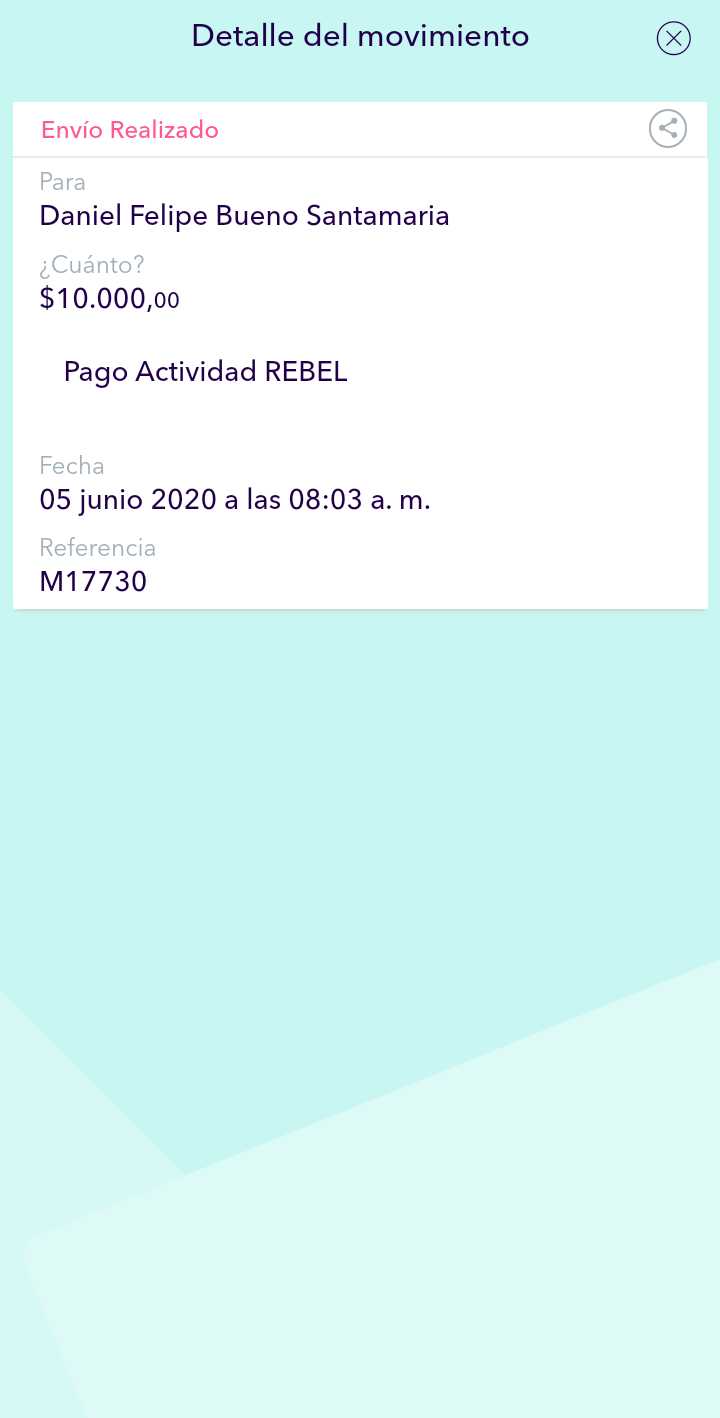 Detalle del movimiento
Envío Realizado
Para
Daniel Felipe Bueno Santamaria
¿Cuánto?
$10.000,00
Pago Actividad REBEL
Fecha
05 junio 2020 a las 08:03 a. m.
Referencia
M17730